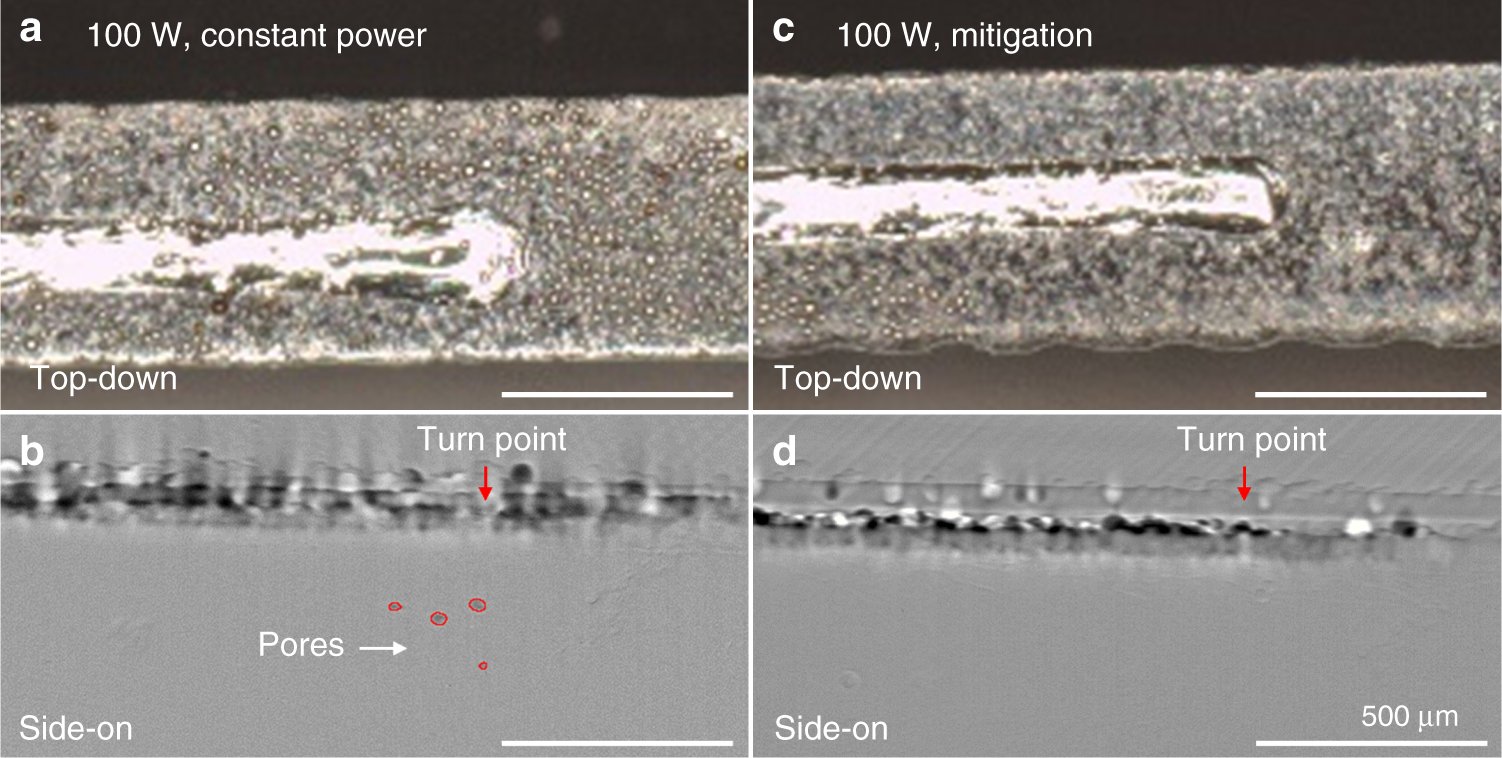 a 100 W, constant power
Top-down
c 100 W, mitigation
Top-down
b Turn point
Pores
Side-on
d Turn point
500 μm
Side-on